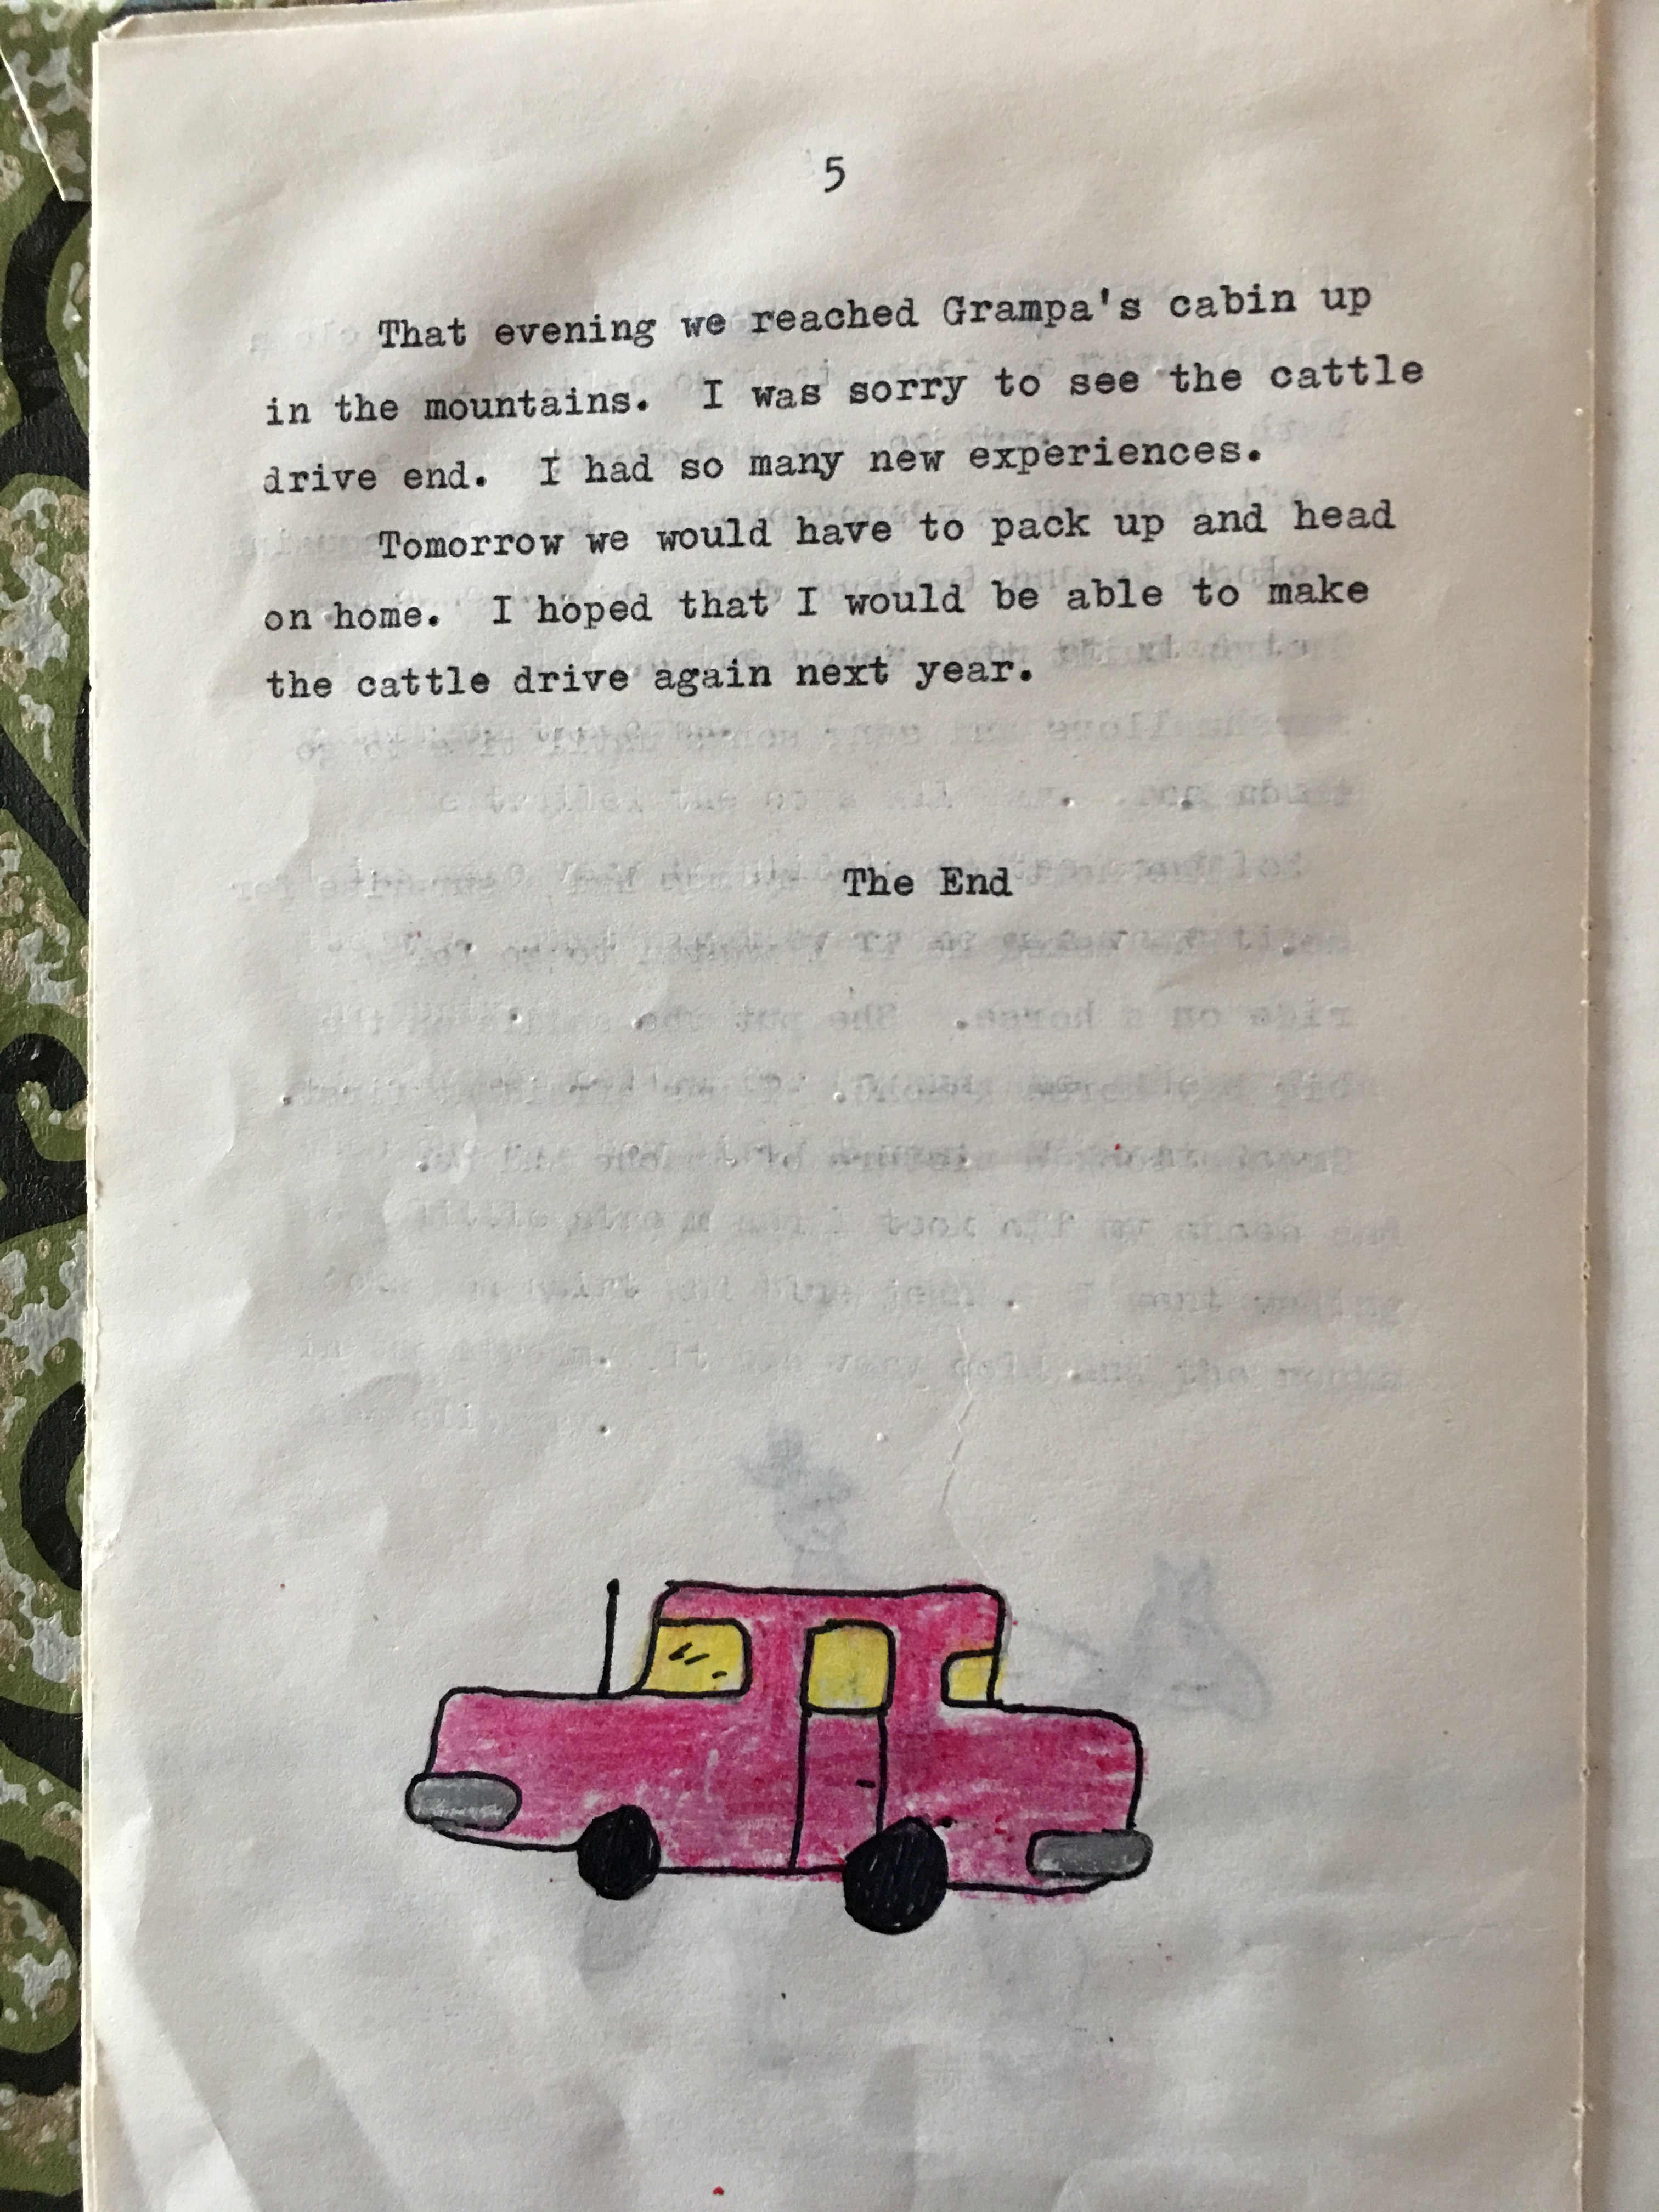 5
That evening we reached Grampa's cabin up
in the mountains.  I was sorry to see the cattle
drive end.  I had so many new experiences.
Tomorrow we would have to pack up and head
on home.  I hoped that I would be able to make
the cattle drive again next year.
The End